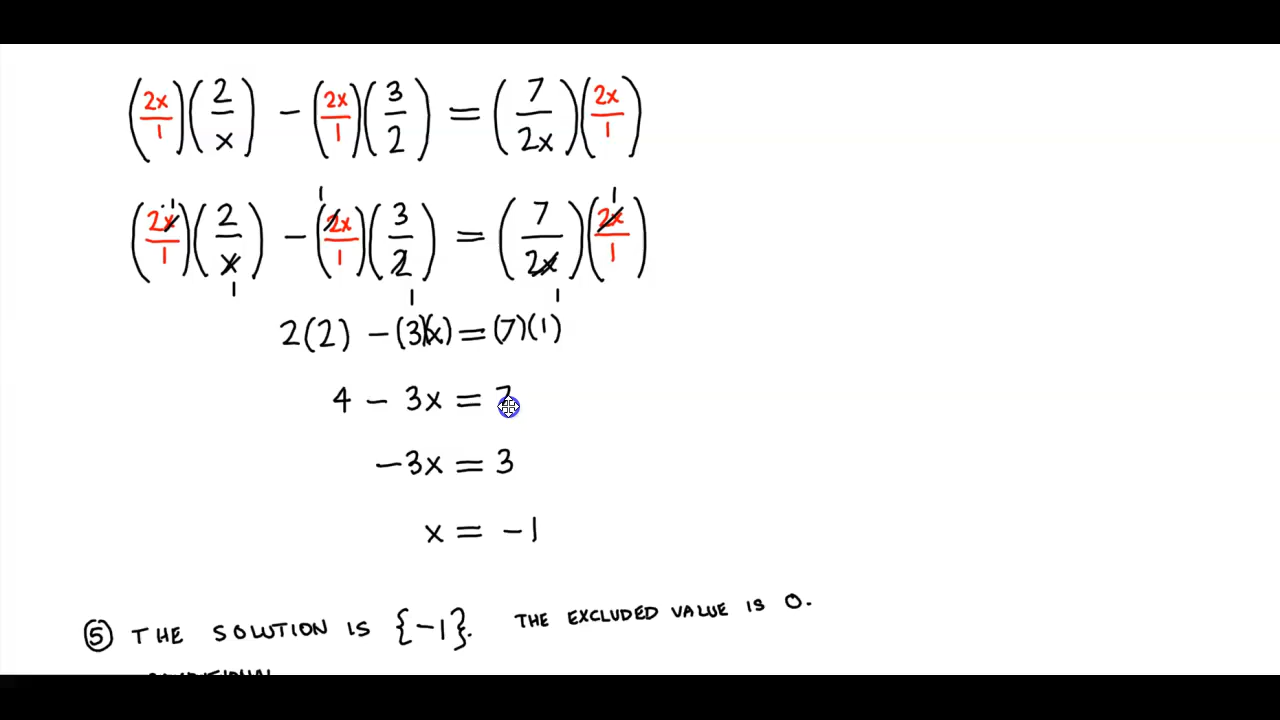 (2x/1)(2/x) − (2x/1)(3/2) = (7/2x)(2x/1)
(2x/1)(2/x) − (2x/1)(3/2) = (7/2x)(2x/1)
2(2) − (3)(x) = (7)(1)
4 − 3x = 7
−3x = 3
x = −1
⑤ THE SOLUTION IS {−1}. THE EXCLUDED VALUE IS 0.